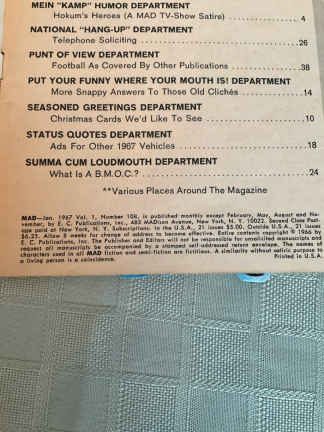 MEIN "KAMP" HUMOR DEPARTMENT
Hokum's Heroes (A MAD TV-Show Satire) 4
NATIONAL "HANG-UP" DEPARTMENT
Telephone Soliciting 26
PUNT OF VIEW DEPARTMENT
Football As Covered By Other Publications 38
PUT YOUR FUNNY WHERE YOUR MOUTH IS! DEPARTMENT
More Snappy Answers To Those Old Clichés 14
SEASONED GREETINGS DEPARTMENT
Christmas Cards We'd Like To See 10
STATUS QUOTES DEPARTMENT
Ads For Other 1967 Vehicles 18
SUMMA CUM LOUDMOUTH DEPARTMENT
What Is A B.M.O.C.? 24
**Various Places Around The Magazine
MAD—Jan. 1967 Vol. 1, Number 108, is published monthly except February, May, August and No-
vember, by E. C. Publications, Inc., 485 MADison Avenue, New York, N. Y. 10022. Second Class Post-
age paid at New York, N. Y. Subscriptions: In the U.S.A., 21 issues $5.00. Outside U.S.A., 21 issues
$6.25. Allow 8 weeks for change of address to become effective. Entire contents copyright © 1966 by
E. C. Publications, Inc. The Publisher and Editors will not be responsible for unsolicited manuscripts and
request all manuscripts be accompanied by a stamped self-addressed return envelope. The names of
characters used in all MAD fiction and semi-fiction are fictitious. A similarity without satiric purpose to
a living person is a coincidence. Printed in U.S.A.